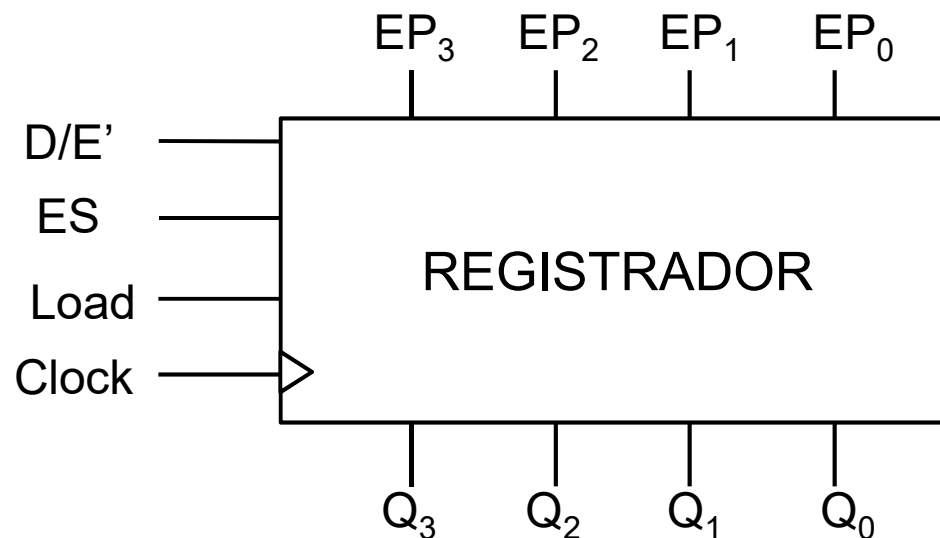 EP₃ EP₂ EP₁ EP₀
D/E’
ES
REGISTRADOR
Load
Clock
Q₃ Q₂ Q₁ Q₀